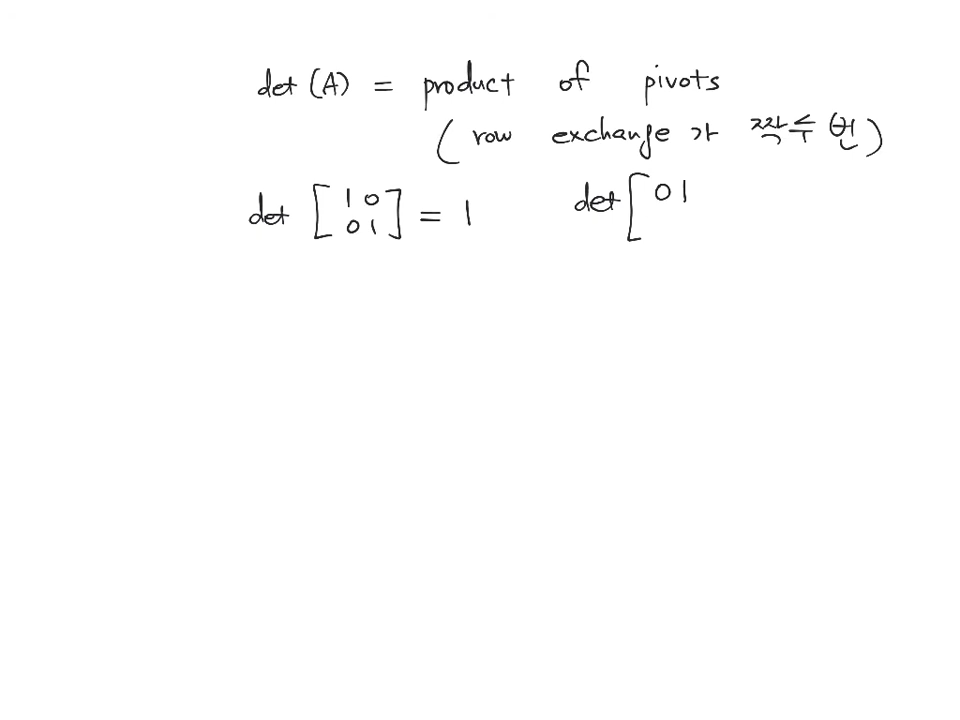 det (A) = product of pivots
(row exchange 가 짝수 번)
det [1 0
0 1] = 1 det [0 1